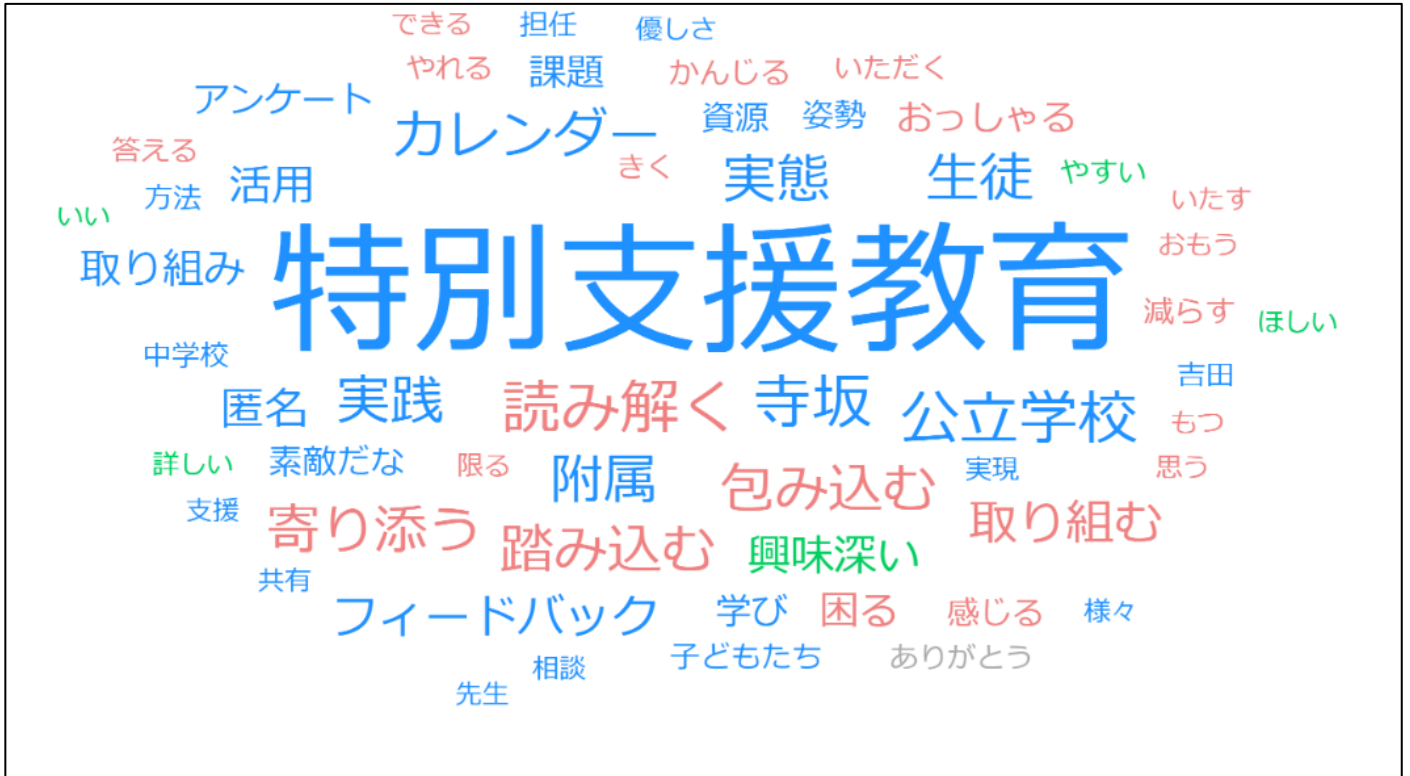 できる 担任 優しさ
やれる 課題 かんじる いただく
アンケート カレンダー 資源 姿勢 おっしゃる
答える きく 実態 生徒 やすい
いい 方法 活用 いたす
取り組み 特別支援教育 おもう
減らす ほしい
中学校 吉田
匿名 実践 読み解く 寺坂 公立学校 もつ
詳しい 素敵だな 限る 附属 包み込む 実現 思う
支援 寄り添う 踏み込む 興味深い 取り組む
共有
フィードバック 学び 困る 感じる 様々
相談 子どもたち ありがとう
先生